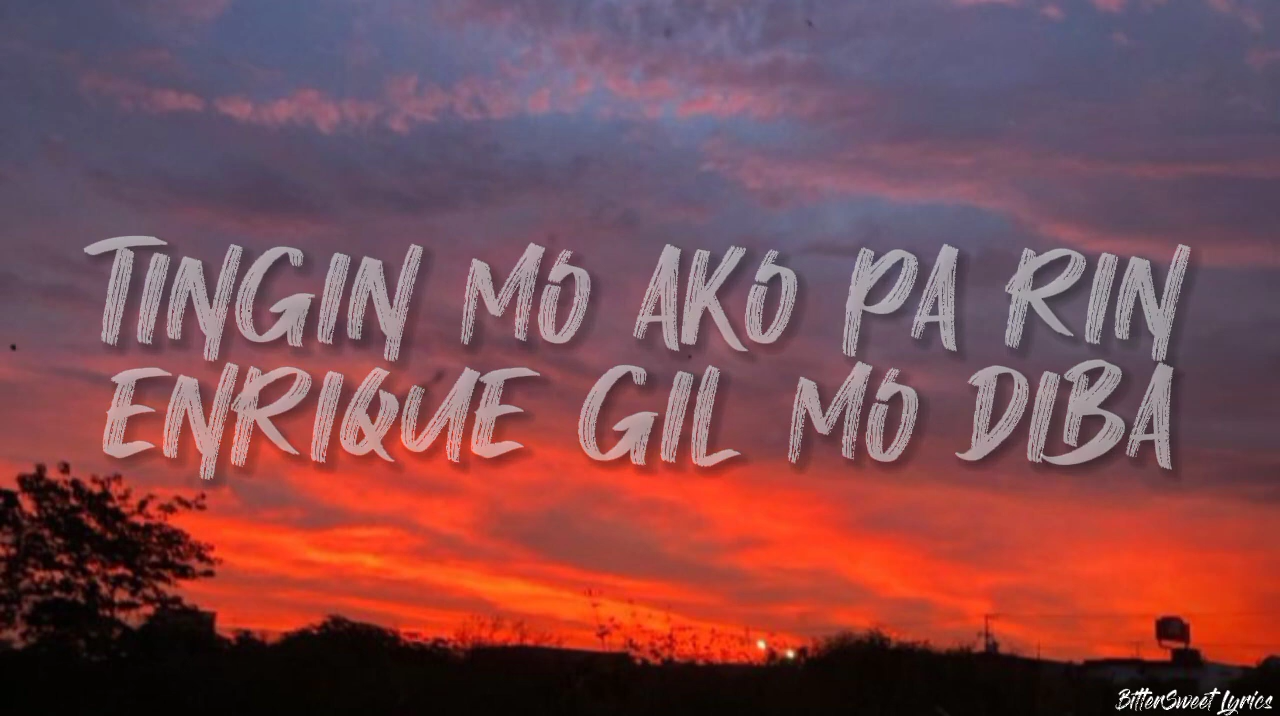 TINGIN MO AKO PA RIN
ENRIQUE GIL MO DIBA
BitterSweet Lyrics